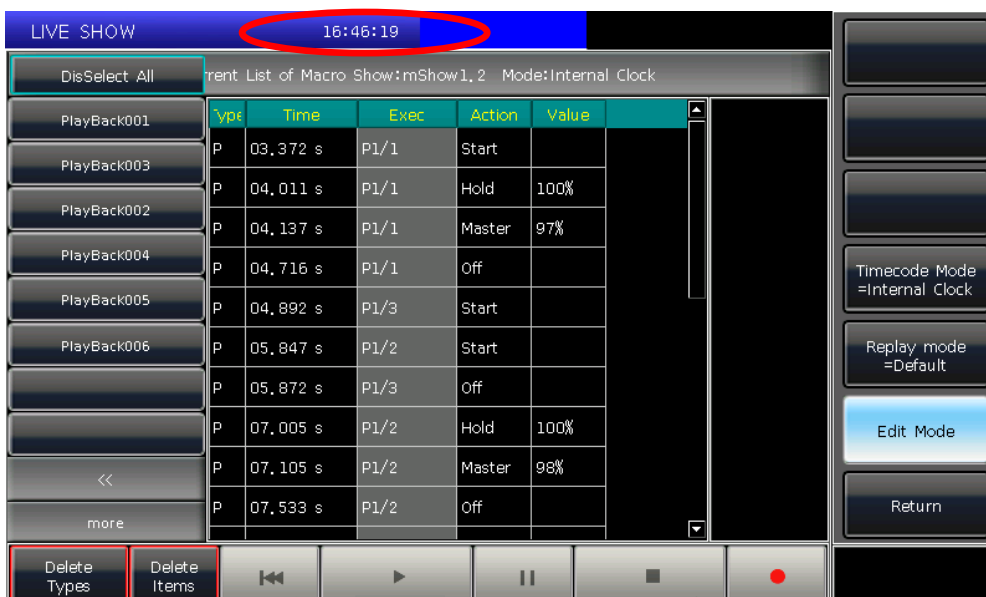 LIVE SHOW 16:46:19
DisSelect All
rent List of Macro Show:mShow1.2 Mode:Internal Clock
PlayBack001
PlayBack003
PlayBack002
PlayBack004
PlayBack005
PlayBack006
<<
more
Type Time Exec Action Value
P 03.372 s P1/1 Start
P 04.011 s P1/1 Hold 100%
P 04.137 s P1/1 Master 97%
P 04.716 s P1/1 Off
P 04.892 s P1/3 Start
P 05.847 s P1/2 Start
P 05.872 s P1/3 Off
P 07.005 s P1/2 Hold 100%
P 07.105 s P1/2 Master 98%
P 07.533 s P1/2 Off
Timecode Mode
=Internal Clock
Replay mode
=Default
Edit Mode
Return
Delete
Types
Delete
Items